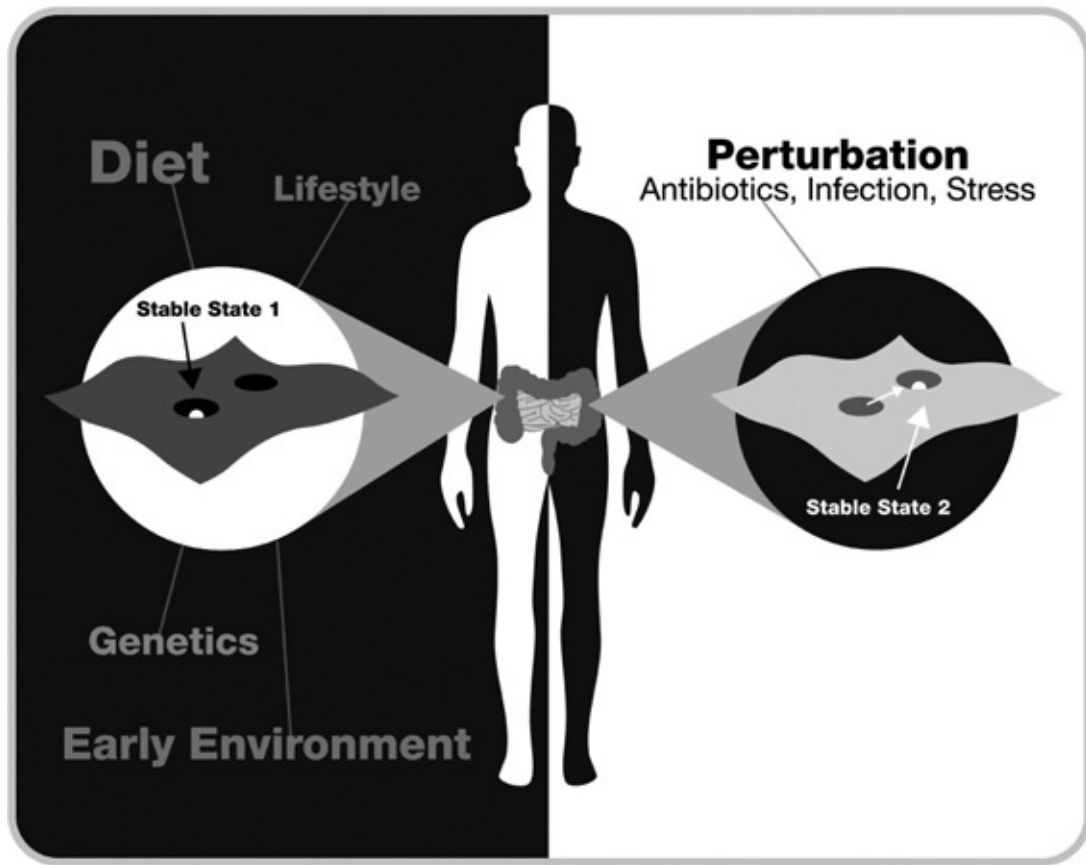 Diet
Lifestyle
Stable State 1
Genetics
Early Environment
Perturbation
Antibiotics, Infection, Stress
Stable State 2